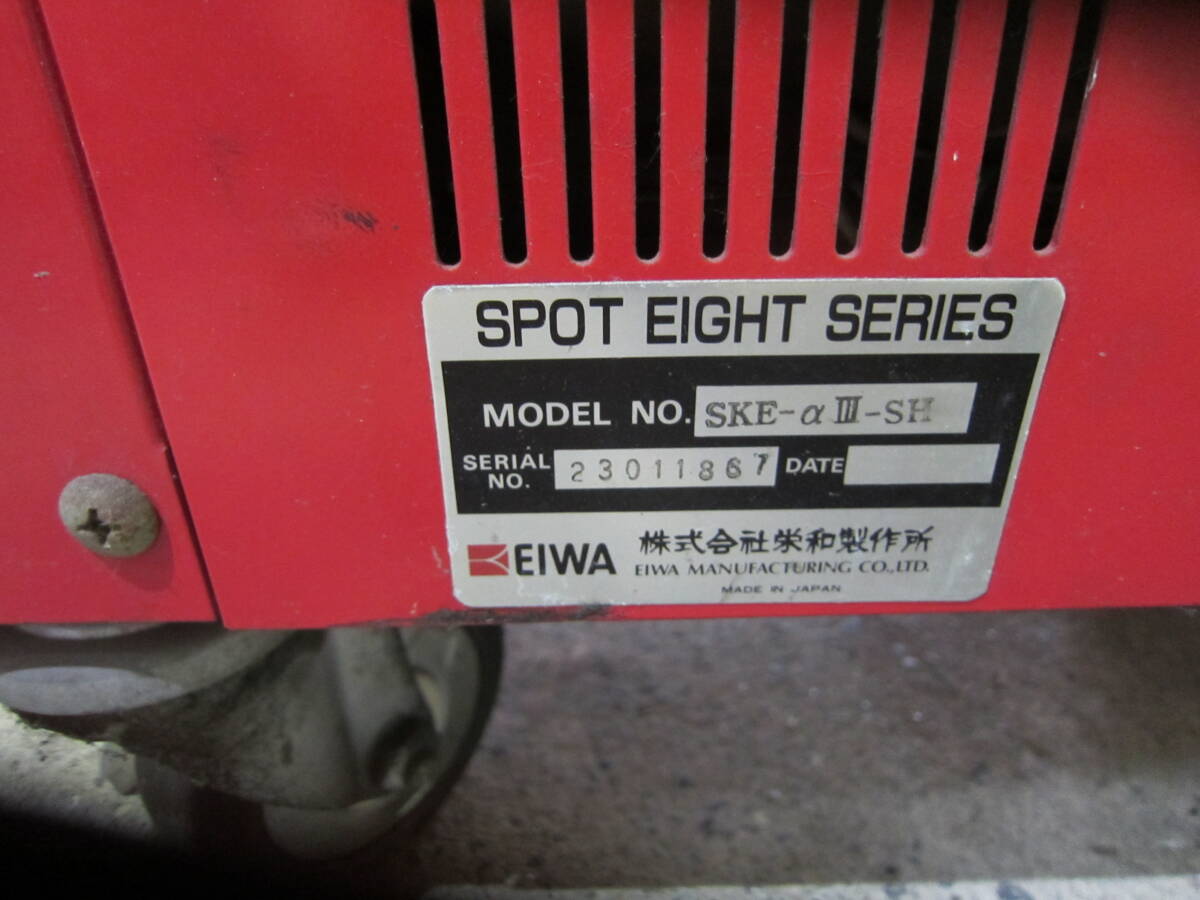 SPOT EIGHT SERIES
MODEL NO. SKE-αⅢ-SH
SERIAL NO. 23011867 DATE
EIWA 株式会社栄和製作所
EIWA MANUFACTURING CO.,LTD.
MADE IN JAPAN